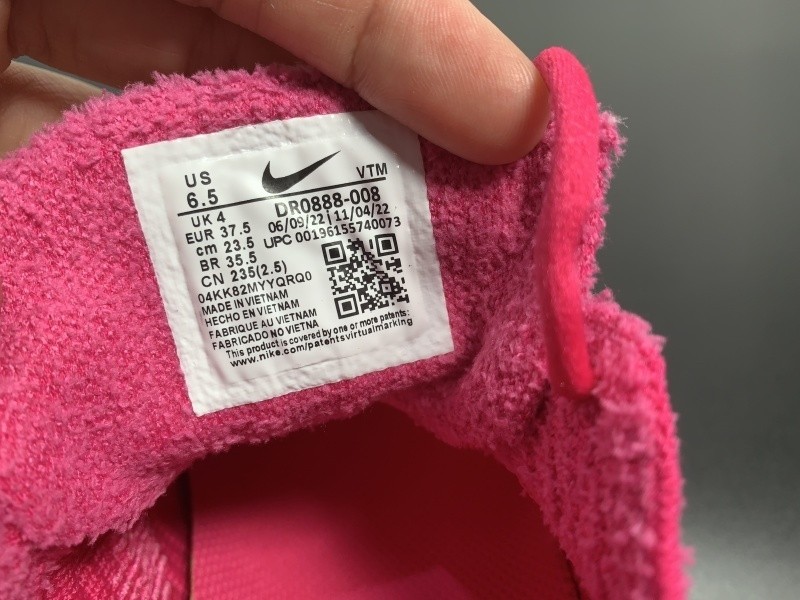 US
6.5
VTM
DR0888-008
UK 4
06/09/22 | 11/04/22
EUR 37.5
UPC 00196155740073
cm 23.5
BR 35.5
CN 235(2.5)
04KK82MYYQRQ0
MADE IN VIETNAM
HECHO EN VIETNAM
FABRIQUE AU VIETNAM
FABRICADO NO VIETNA
This product is covered by one or more patents:
www.nike.com/patentsvirtualmarking